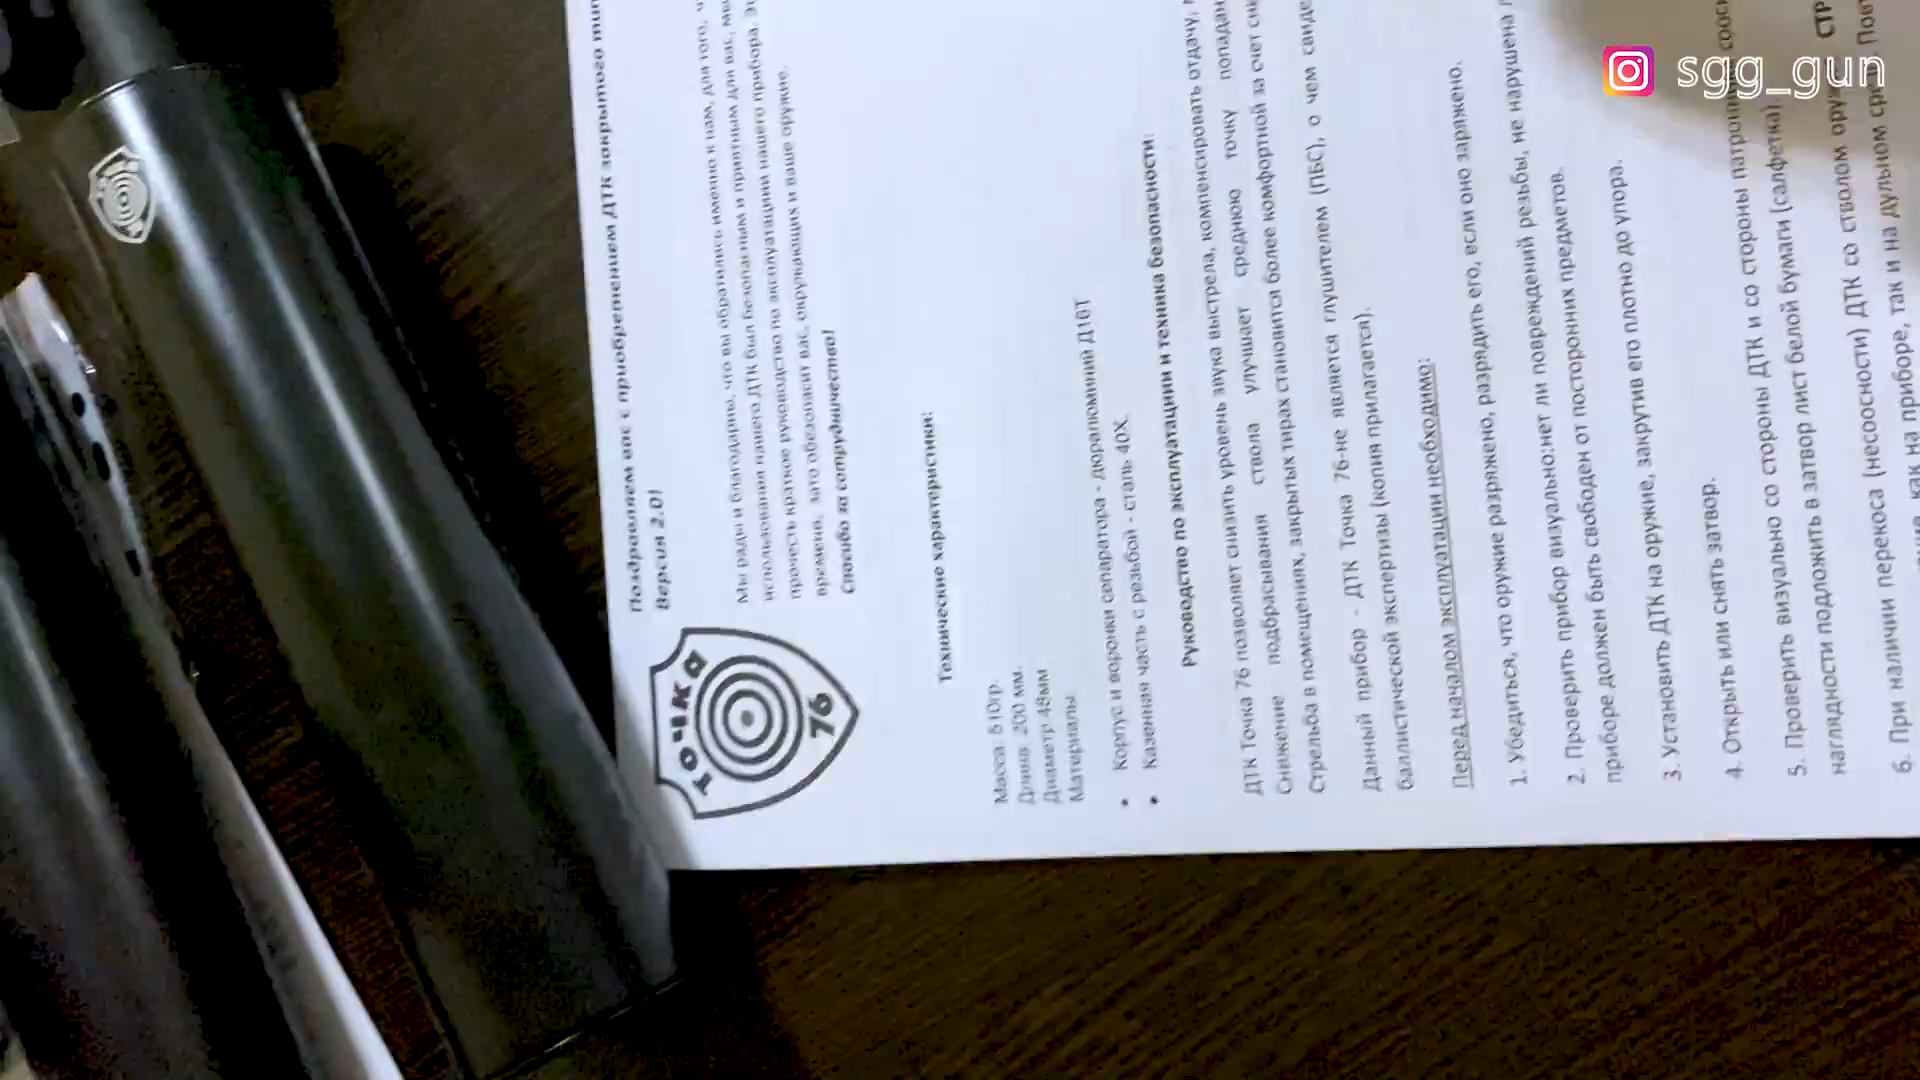 sgg_gun
Поздравляем вас с приобретением ДТК закрытого типа
Версия 2.0!
Мы рады и благодарны, что вы обратились именно к нам, для того,
использования нашего ДТК был безопасным и приятным для вас,
прочесть краткое руководство по эксплуатации нашего прибора.
времени, зато обезопасит вас, окружающих и ваше оружие.
Спасибо за сотрудничество!
точка
76
Технические характеристики:
Масса: 510гр.
Длина: 200 мм.
Диаметр 48мм
Материалы
• Корпус и воронки сепаратора - дюралюминий Д16Т
• Казенная часть с резьбой - сталь 40Х.
Руководство по эксплуатации и техника безопасности:
ДТК Точка 76 позволяет снизить уровень звука выстрела, компенсировать отдачу,
Снижение подбрасывания ствола улучшает среднюю точку
Стрельба в помещениях, закрытых тирах становится более комфортной за счет
Данный прибор - ДТК Точка 76-не является глушителем (ПБС), о чем
баллистической экспертизы (копия прилагается).
Перед началом эксплуатации необходимо:
1. Убедиться, что оружие разряжено, разрядить его, если оно заряжено.
2. Проверить прибор визуально:нет ли повреждений резьбы, не нарушена
приборе должен быть свободен от посторонних предметов.
3. Установить ДТК на оружие, закрутив его плотно до упора.
4. Открыть или снять затвор.
5. Проверить визуально со стороны ДТК и со стороны
наглядности подложить в затвор лист белой бумаги (салфетка).
6. При наличии перекоса (несоосности) ДТК со стволом
как на приборе, так и на дульном